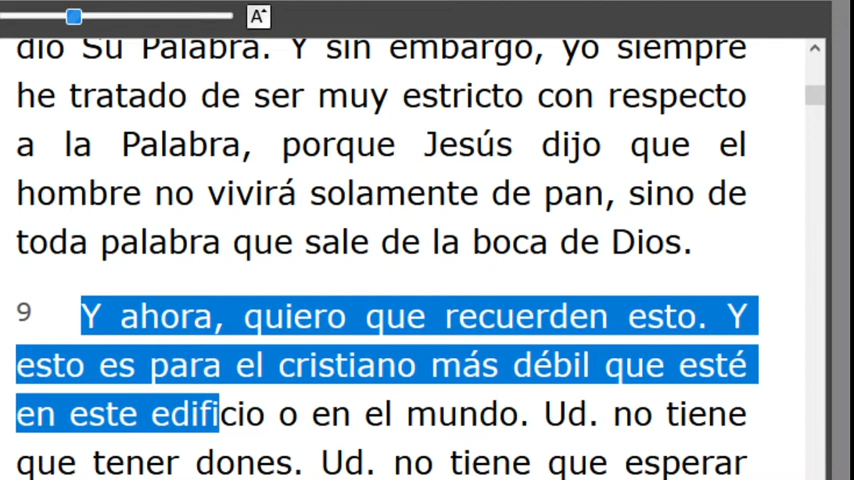 A
dio Su Palabra. Y sin embargo, yo siempre
he tratado de ser muy estricto con respecto
a la Palabra, porque Jesús dijo que el
hombre no vivirá solamente de pan, sino de
toda palabra que sale de la boca de Dios.
9 Y ahora, quiero que recuerden esto. Y
esto es para el cristiano más débil que esté
en este edificio o en el mundo. Ud. no tiene
que tener dones. Ud. no tiene que esperar